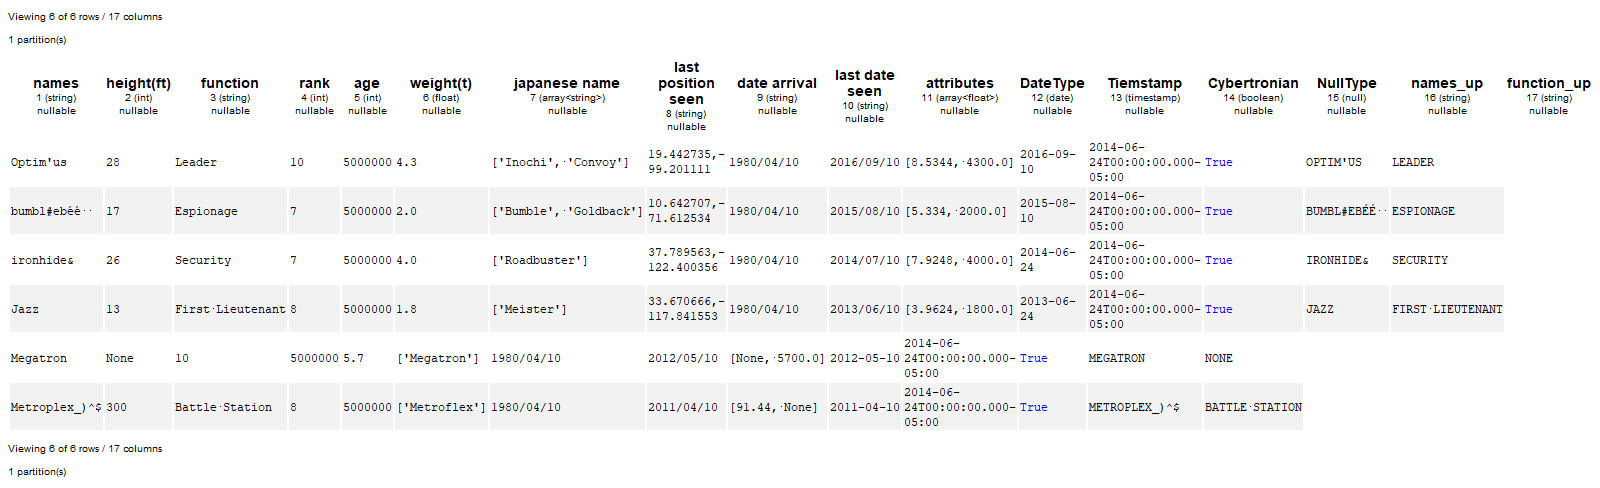 Viewing 6 of 6 rows / 17 columns
1 partition(s)
names height(ft) function rank age weight(t) japanese name last position seen date arrival last date seen attributes DateType Tiemstamp Cybertronian NullType names_up function_up
1 (string) 2 (int) 3 (string) 4 (int) 5 (int) 6 (float) 7 (array<string>) 8 (string) 9 (string) 10 (string) 11 (array<float>) 12 (date) 13 (timestamp) 14 (boolean) 15 (null) 16 (string) 17 (string)
nullable nullable nullable nullable nullable nullable nullable nullable nullable nullable nullable nullable nullable nullable nullable nullable nullable
Optim'us 28 Leader 10 5000000 4.3 ['Inochi',·'Convoy'] 19.442735,-99.201111 1980/04/10 2016/09/10 [8.5344,·4300.0] 2016-09-10 2014-06-24T00:00:00.000-05:00 True OPTIM'US LEADER
bumbl#ebéé·· 17 Espionage 7 5000000 2.0 ['Bumble',·'Goldback'] 10.642707,-71.612534 1980/04/10 2015/08/10 [5.334,·2000.0] 2015-08-10 2014-06-24T00:00:00.000-05:00 True BUMBL#EBÉÉ·· ESPIONAGE
ironhide& 26 Security 7 5000000 4.0 ['Roadbuster'] 37.789563,-122.400356 1980/04/10 2014/07/10 [7.9248,·4000.0] 2014-06-24 2014-06-24T00:00:00.000-05:00 True IRONHIDE& SECURITY
Jazz 13 First·Lieutenant 8 5000000 1.8 ['Meister'] 33.670666,-117.841553 1980/04/10 2013/06/10 [3.9624,·1800.0] 2013-06-24 2014-06-24T00:00:00.000-05:00 True JAZZ FIRST·LIEUTENANT
Megatron None 10 5000000 5.7 ['Megatron'] 1980/04/10 2012/05/10 [None,·5700.0] 2012-05-10 2014-06-24T00:00:00.000-05:00 True MEGATRON NONE
Metroplex_)^$ 300 Battle·Station 8 5000000 ['Metroflex'] 1980/04/10 2011/04/10 [91.44,·None] 2011-04-10 2014-06-24T00:00:00.000-05:00 True METROPLEX_)^$ BATTLE·STATION
Viewing 6 of 6 rows / 17 columns
1 partition(s)